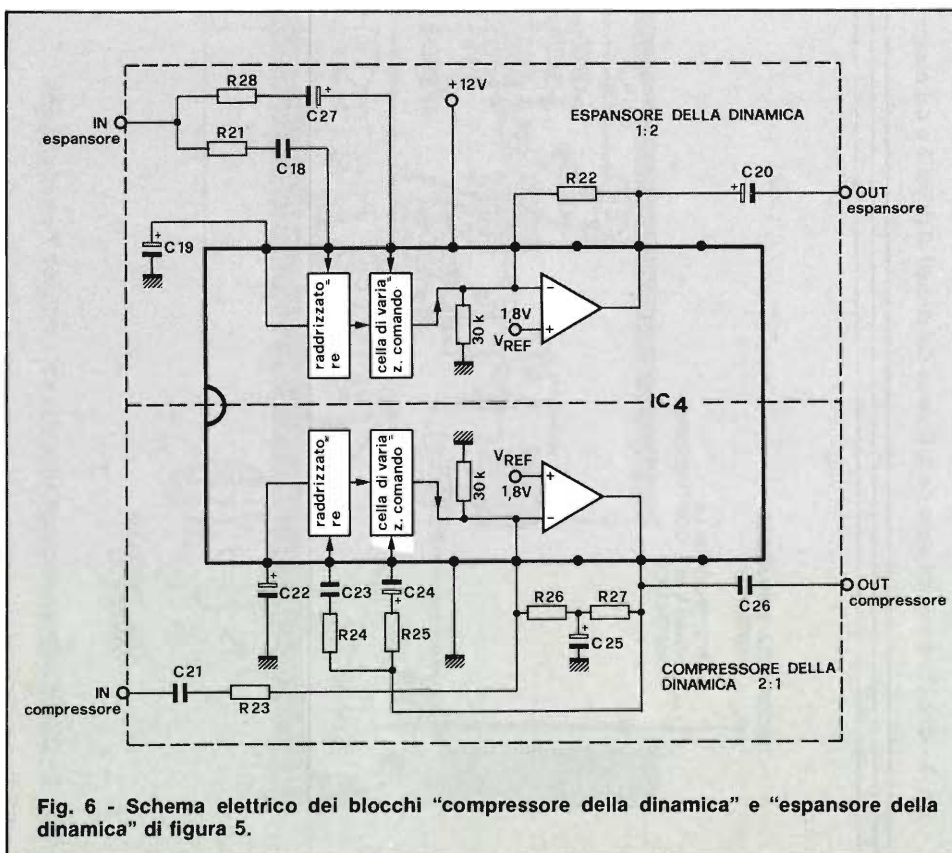 +12V
R28
C27
+
IN
espansore
R21
C18
ESPANSORE DELLA DINAMICA
1:2
R22
C20
+
OUT
espansore
+
C19
raddrizzato=
re
cella di varia=
z. comando
30 k
1,8V
VREF
-
+
IC4
raddrizzato=
re
cella di varia=
z. comando
30 k
VREF
1,8V
+
-
+
C22
C23
C24
+
R24
R25
R26
R27
+
C25
C26
OUT
compressore
IN
compressore
C21
R23
COMPRESSORE DELLA
DINAMICA 2:1
Fig. 6 - Schema elettrico dei blocchi "compressore della dinamica" e "espansore della
dinamica" di figura 5.